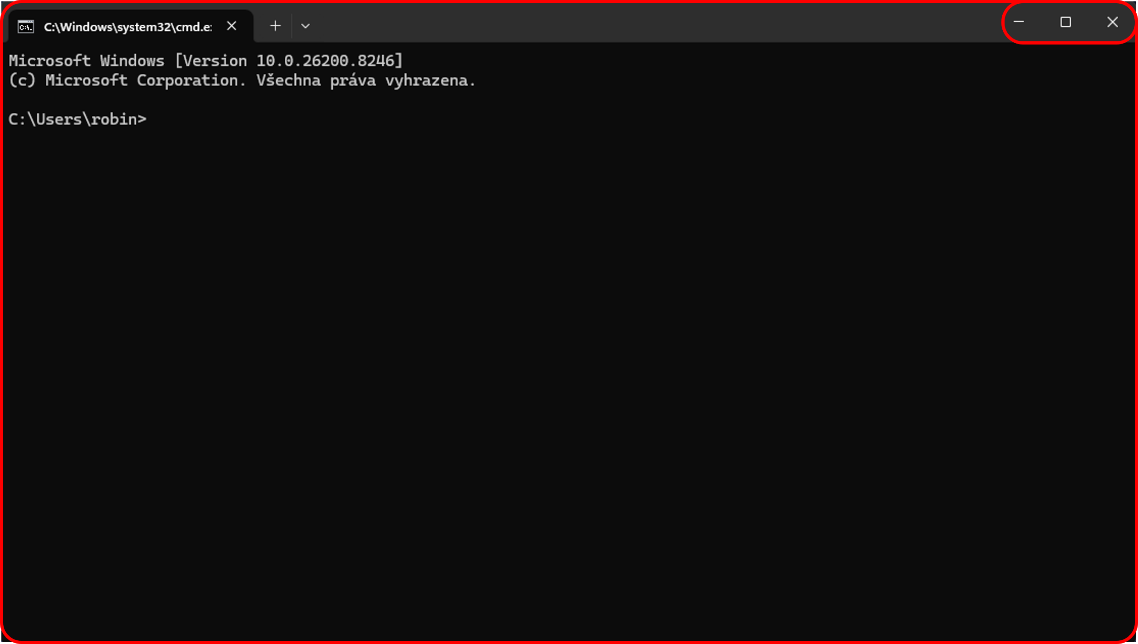 C:\Windows\system32\cmd.e:
Microsoft Windows [Version 10.0.26200.8246]
(c) Microsoft Corporation. Všechna práva vyhrazena.
C:\Users\robin>